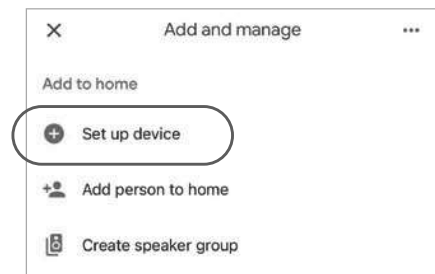 Add and manage
Add to home
Set up device
Add person to home
Create speaker group